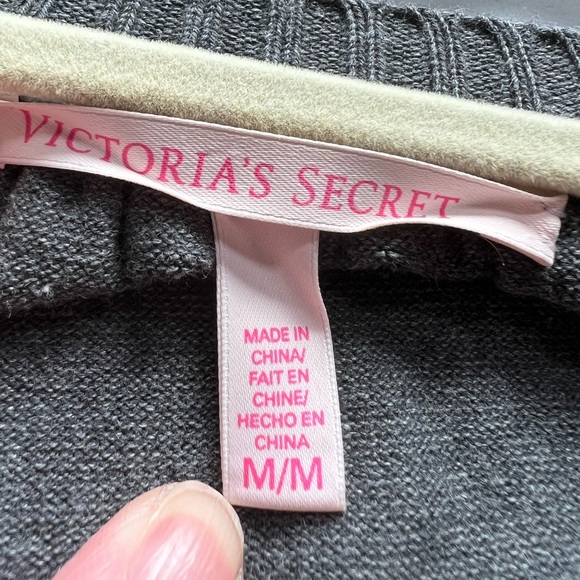 VICTORIA'S SECRET
MADE IN
CHINA/
FAIT EN
CHINE/
HECHO EN
CHINA
M/M